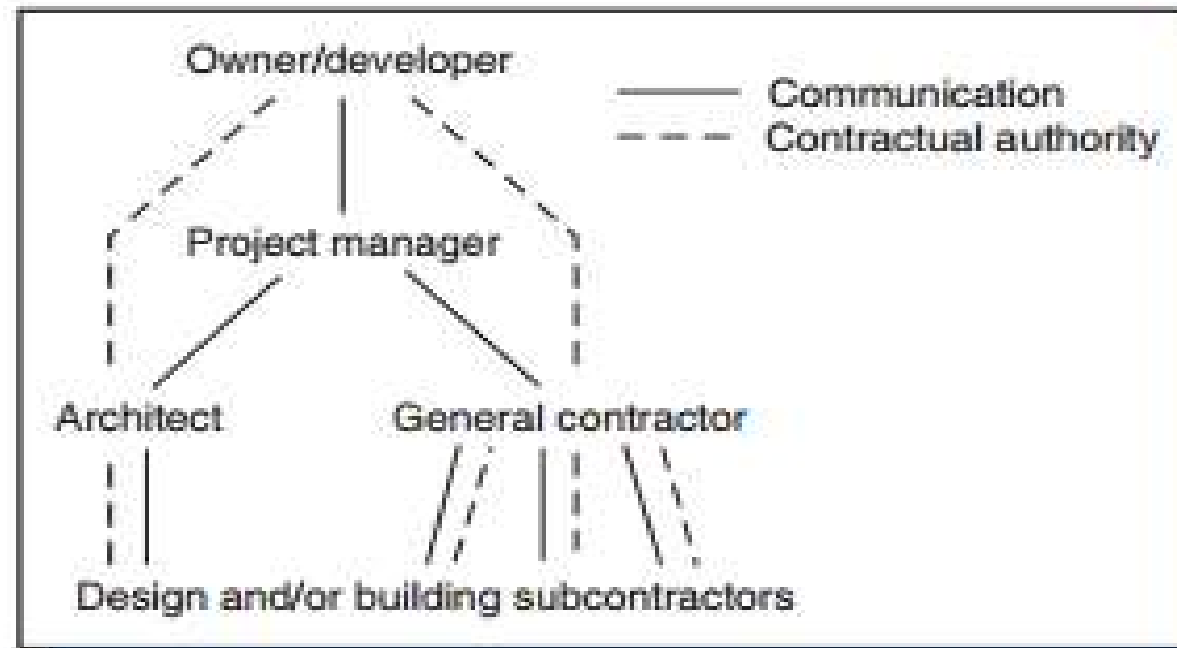 Owner/developer
Communication
Contractual authority
Project manager
Architect
General contractor
Design and/or building subcontractors